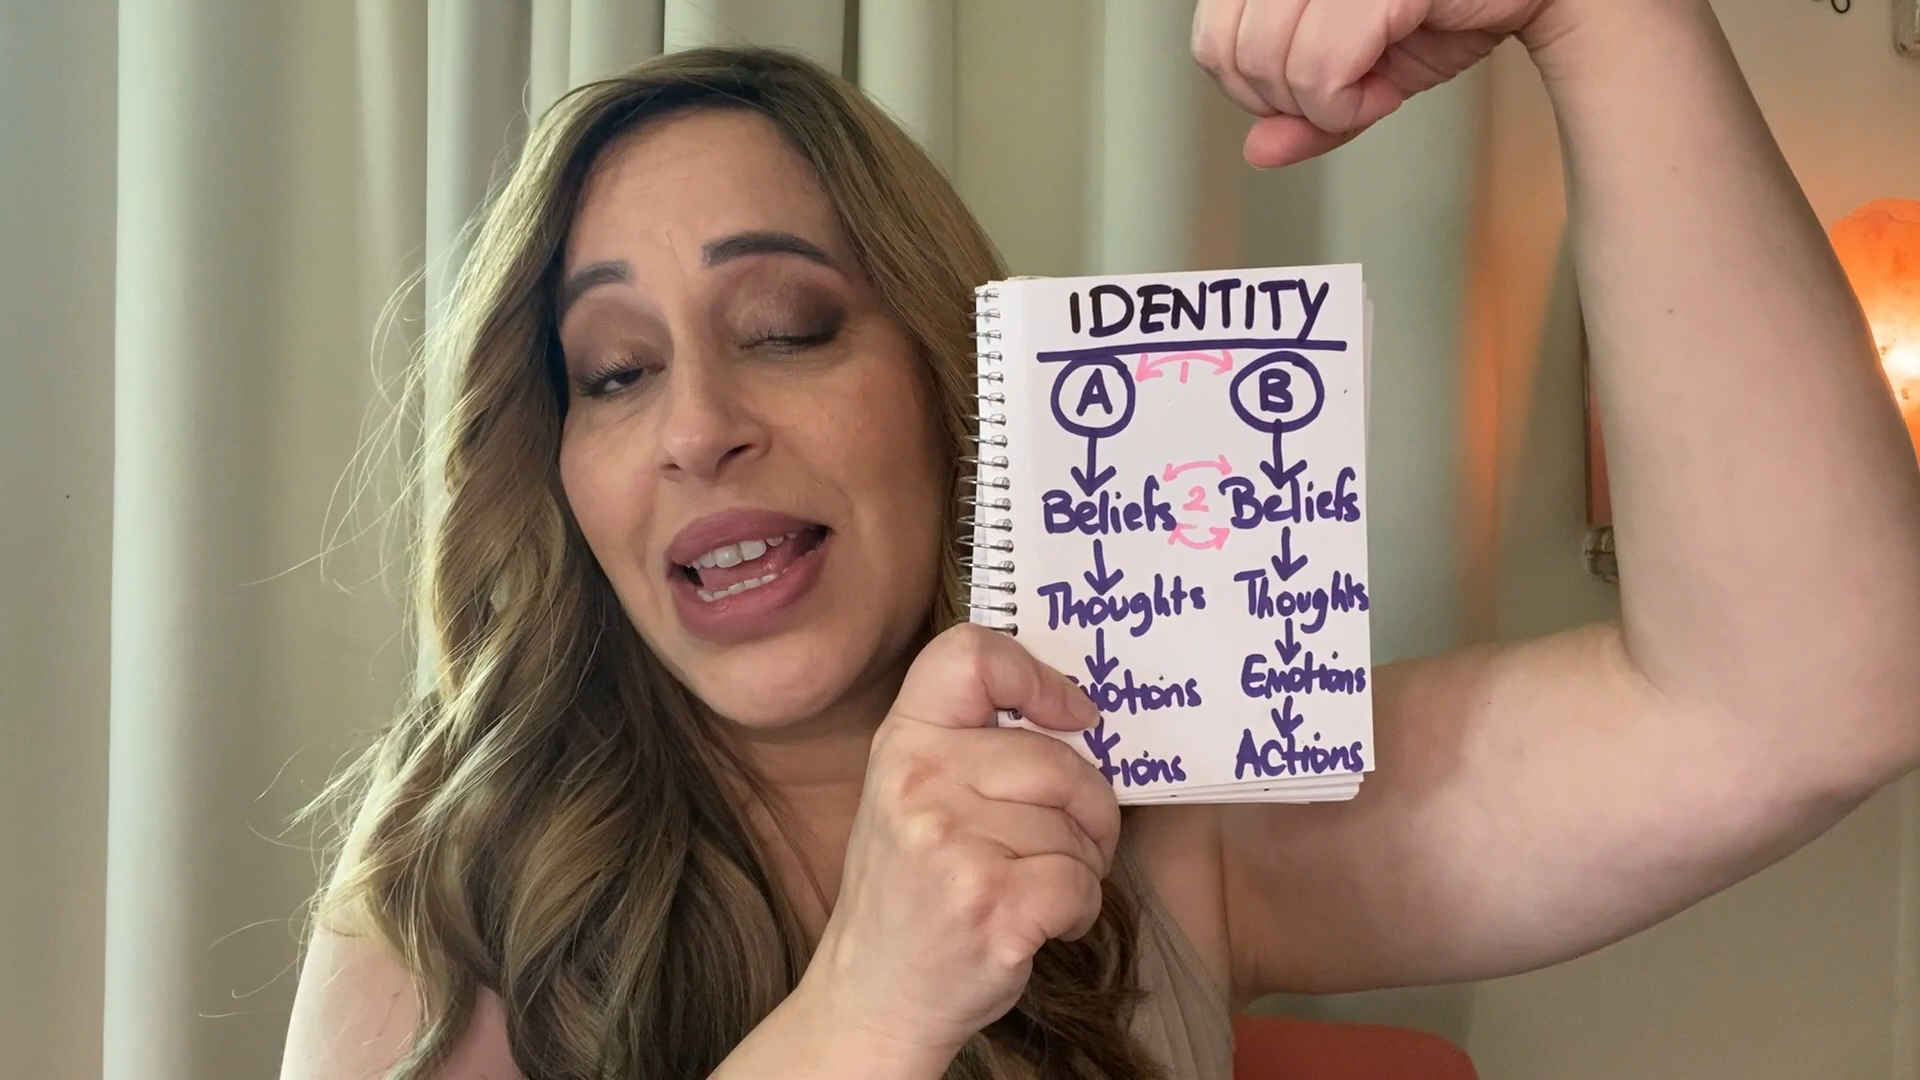 IDENTITY
A 1 B
Beliefs 2 Beliefs
Thoughts Thoughts
Emotions
Actions